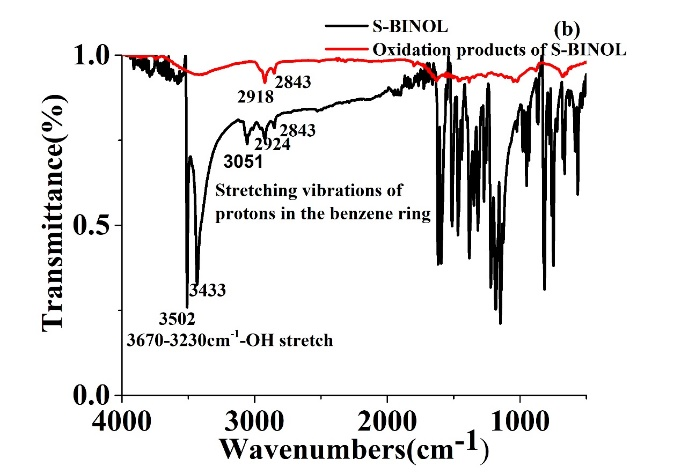 S-BINOL
(b)
Oxidation products of S-BINOL
1.0
2918
2843
2843
2924
3051
Stretching vibrations of
protons in the benzene ring
0.5
3433
3502
3670-3230cm-1-OH stretch
0.0
4000 3000 2000 1000
Transmittance(%)
Wavenumbers(cm-1)